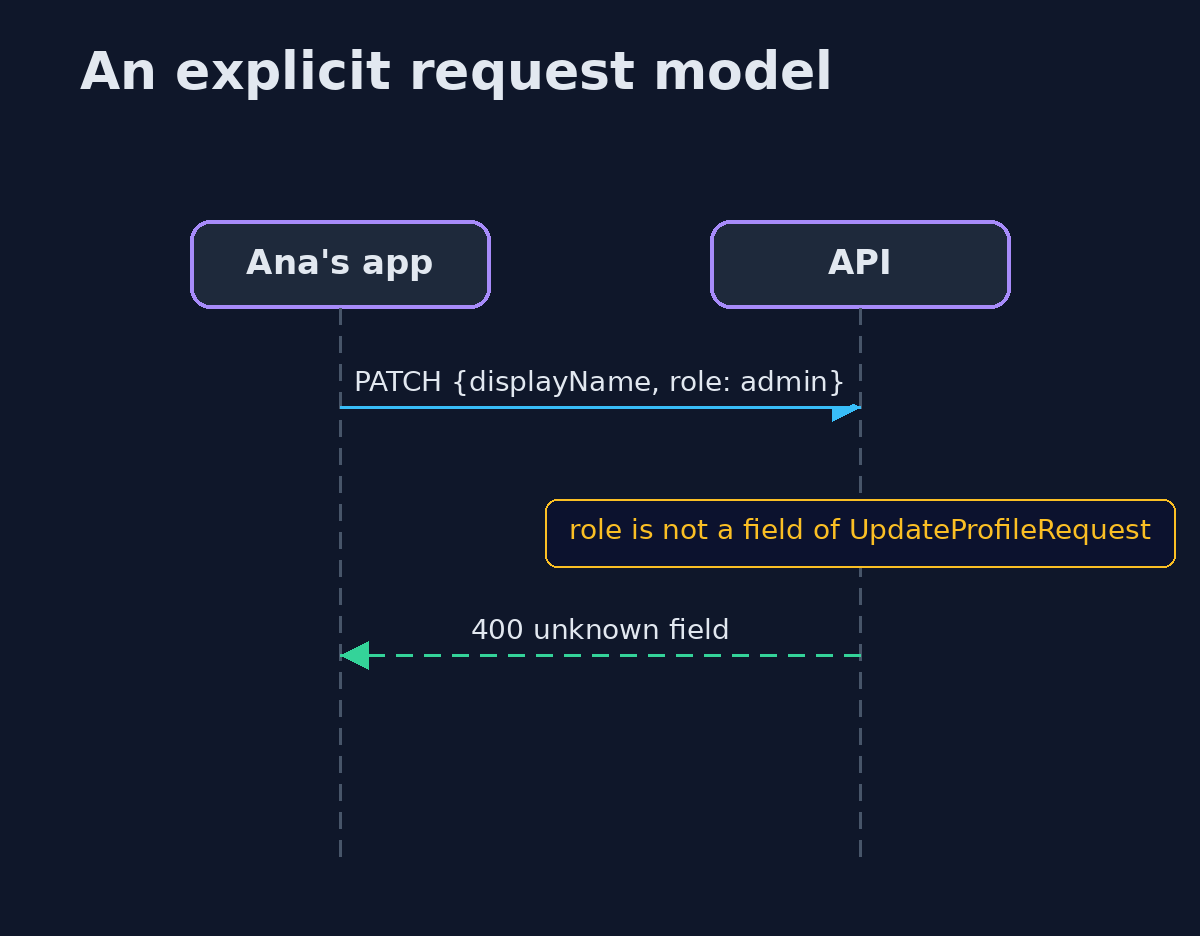 An explicit request model
Ana's app
API
PATCH {displayName, role: admin}
role is not a field of UpdateProfileRequest
400 unknown field